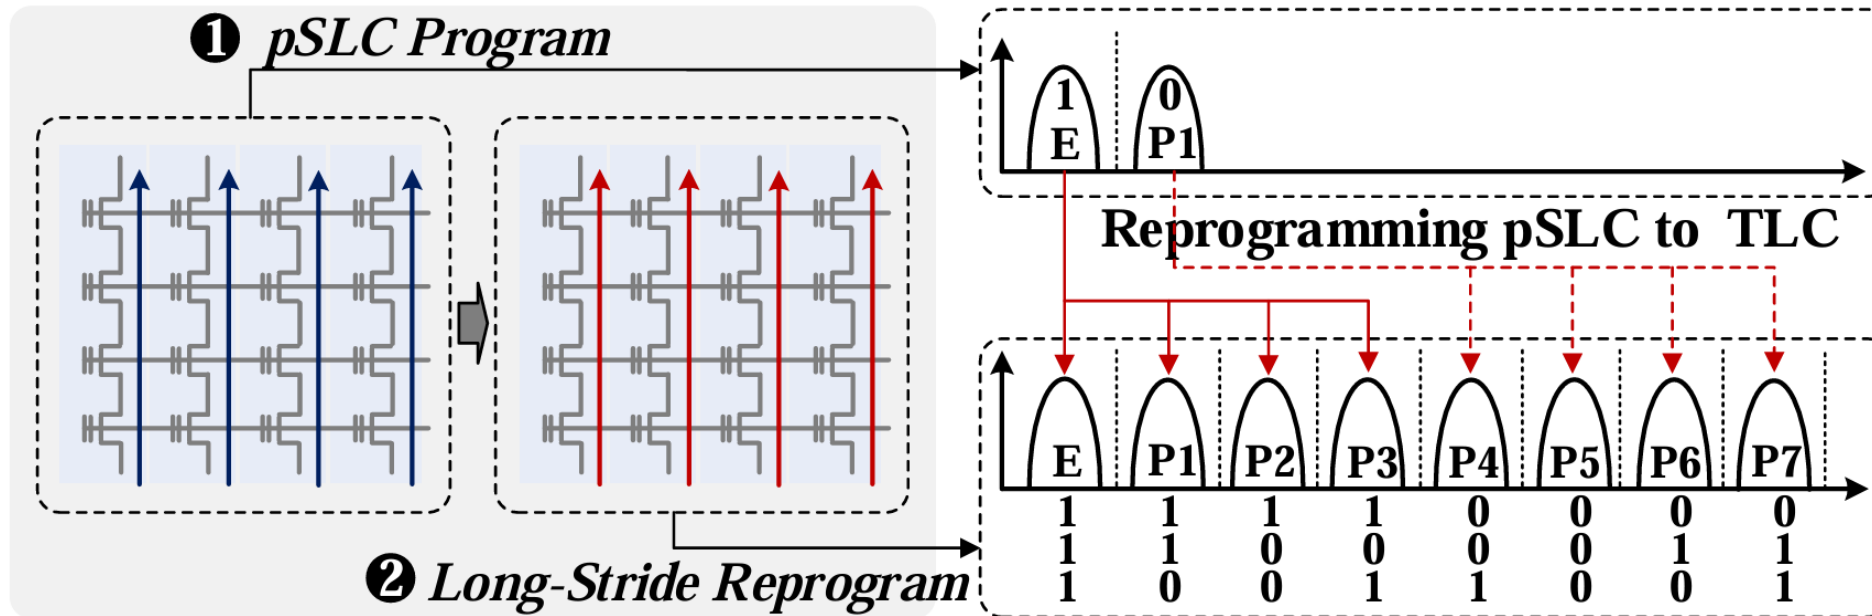 ❶ pSLC Program
1 0
E P1
Reprogramming pSLC to TLC
E P1 P2 P3 P4 P5 P6 P7
1 1 1 1 0 0 0 0
1 1 0 0 0 0 1 1
1 0 0 1 1 0 0 1
❷ Long-Stride Reprogram